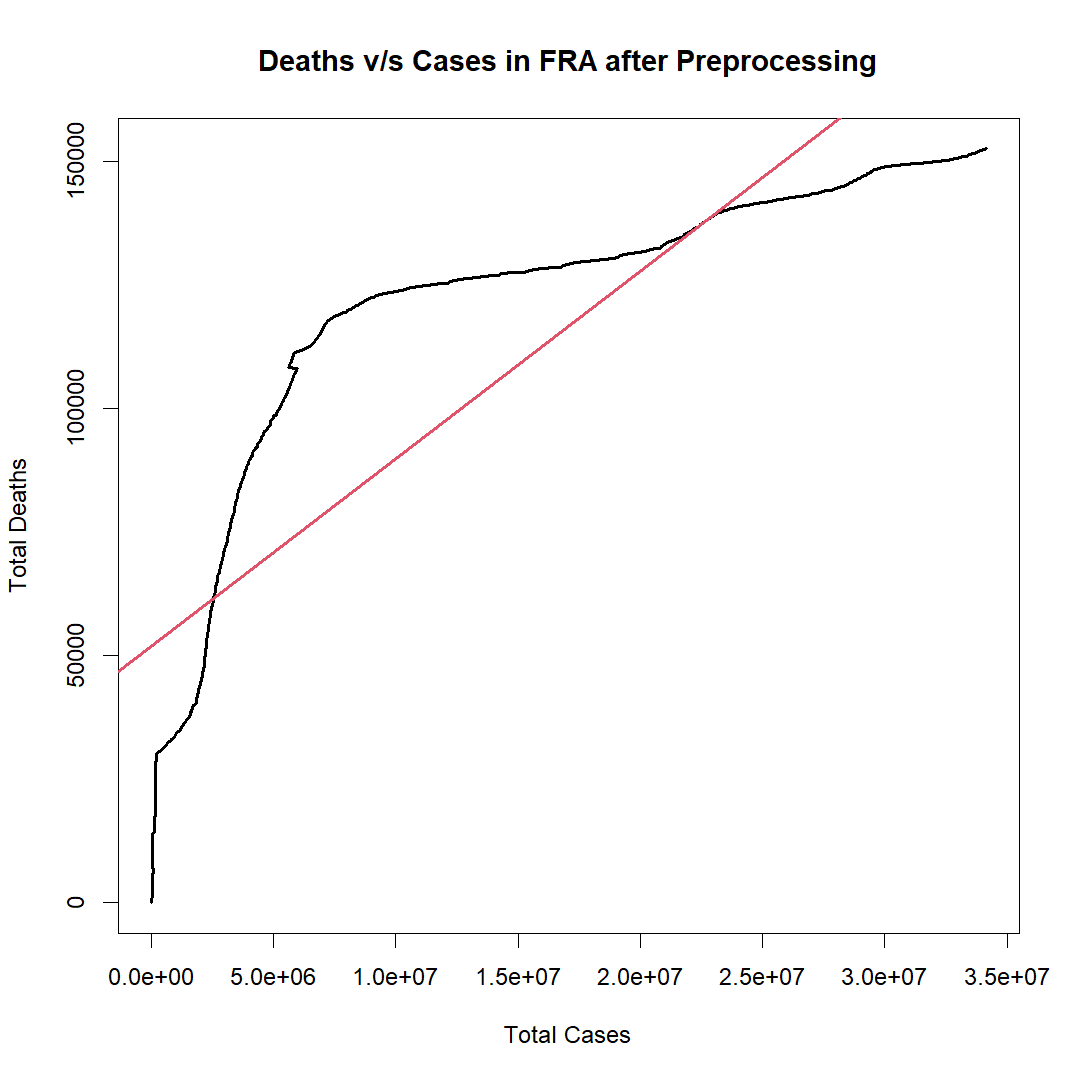 Deaths v/s Cases in FRA after Preprocessing
Total Deaths
150000
100000
50000
0
0.0e+00 5.0e+06 1.0e+07 1.5e+07 2.0e+07 2.5e+07 3.0e+07 3.5e+07
Total Cases